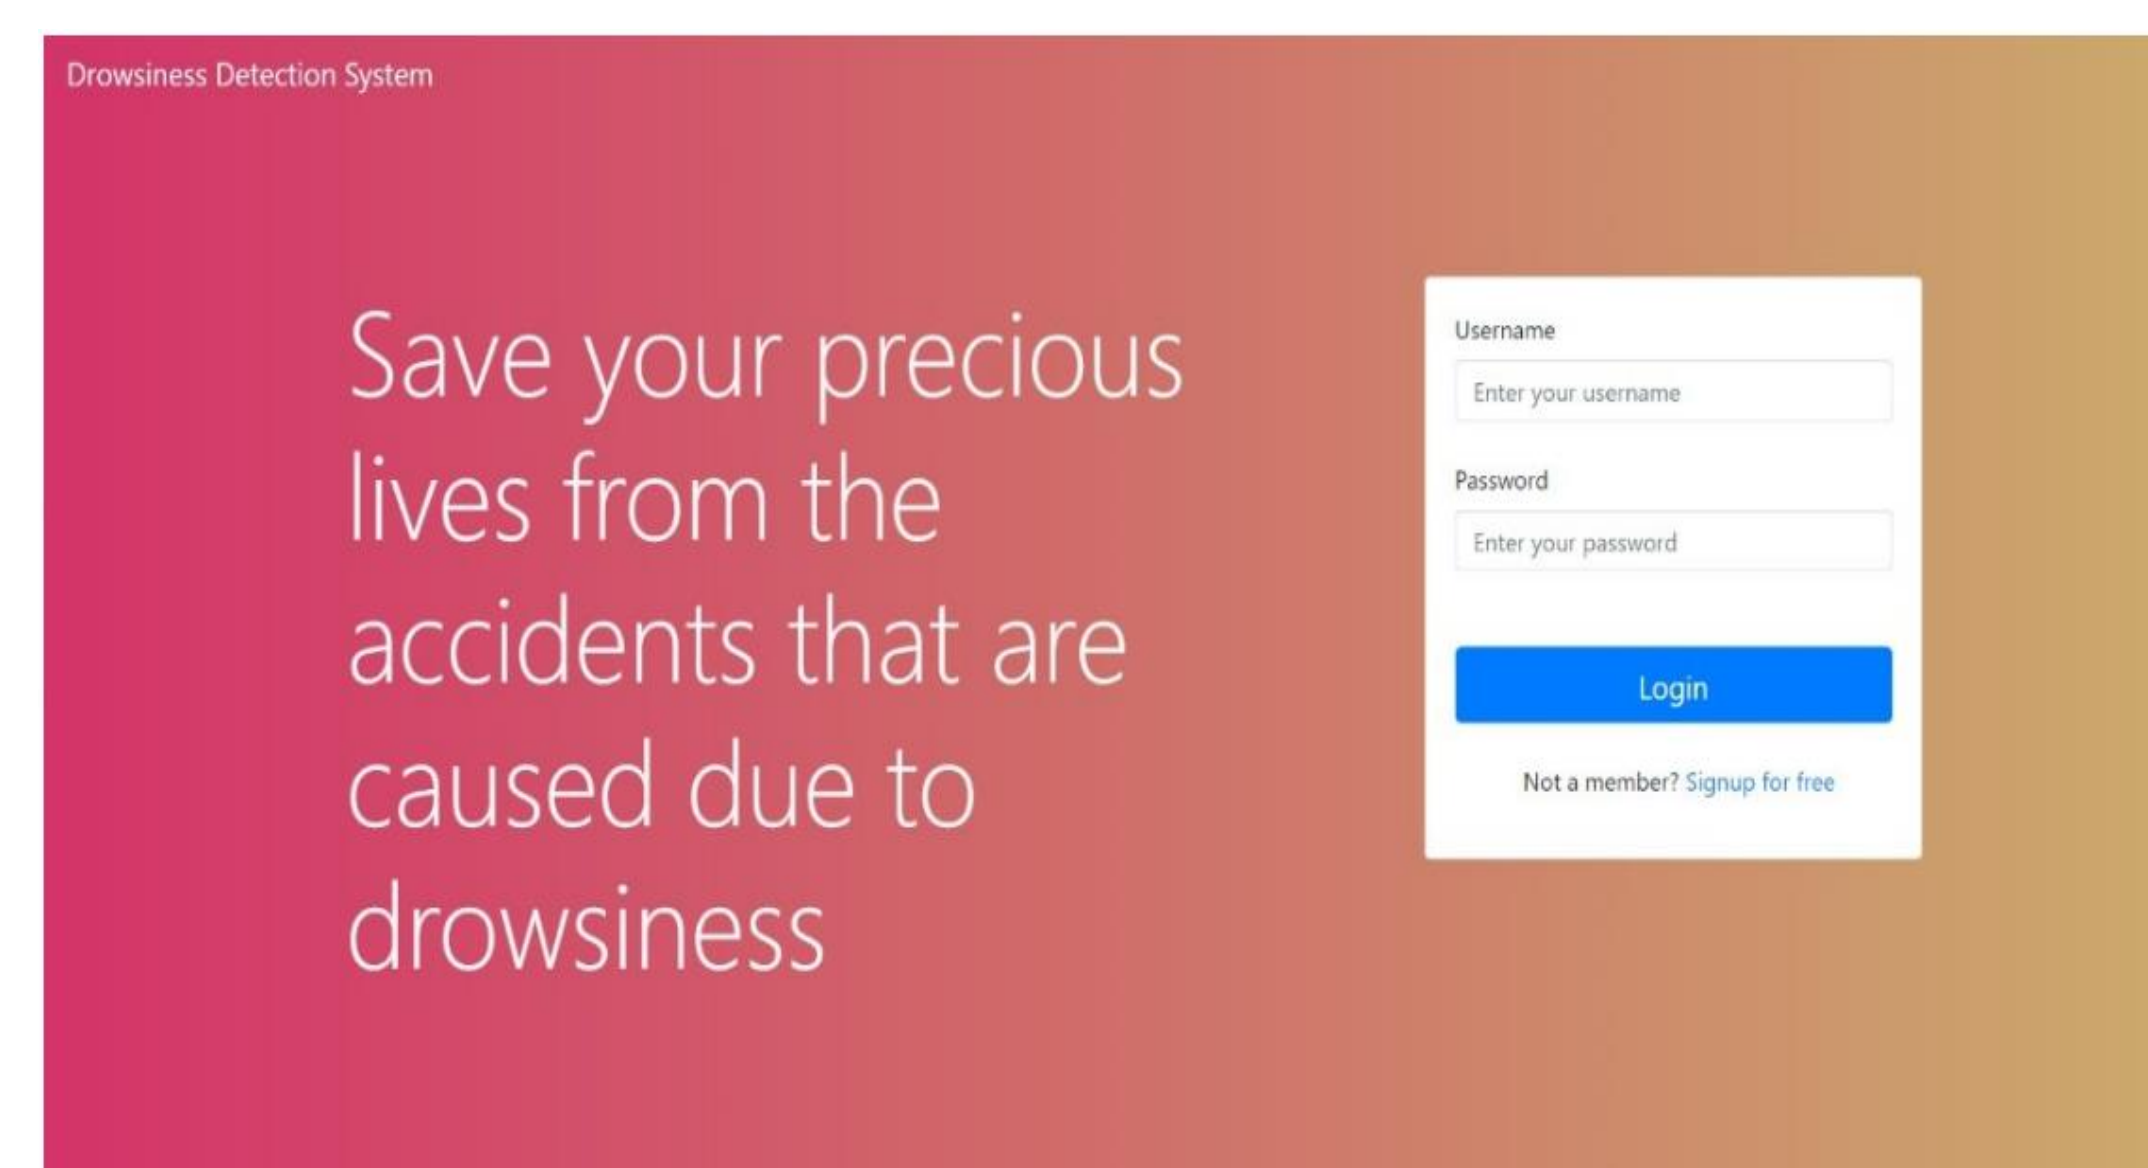 Drowsiness Detection System
Save your precious
lives from the
accidents that are
caused due to
drowsiness
Username
Enter your username
Password
Enter your password
Login
Not a member? Signup for free